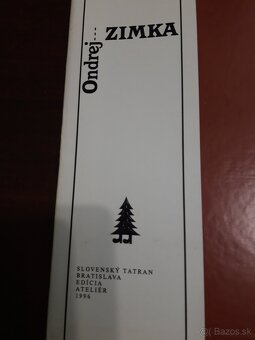 Ondrej
ZIMKA
SLOVENSKÝ TATRAN
BRATISLAVA
EDÍCIA
ATELIÉR
1996
© Bazos.sk